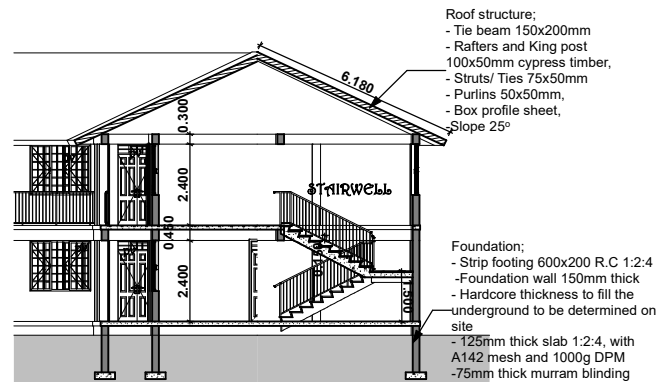 Roof structure;
- Tie beam 150x200mm
- Rafters and King post
100x50mm cypress timber,
- Struts/ Ties 75x50mm
- Purlins 50x50mm,
- Box profile sheet,
-Slope 25°
6.180
0.300
2.400
STAIRWELL
0.450
2.400
1.500
Foundation;
- Strip footing 600x200 R.C 1:2:4
-Foundation wall 150mm thick
- Hardcore thickness to fill the
underground to be determined on
site
- 125mm thick slab 1:2:4, with
A142 mesh and 1000g DPM
-75mm thick murram blinding